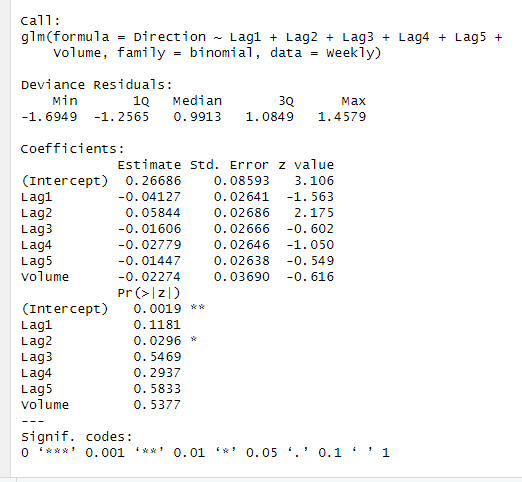 Call:
glm(formula = Direction ~ Lag1 + Lag2 + Lag3 + Lag4 + Lag5 +
    Volume, family = binomial, data = Weekly)
Deviance Residuals:
    Min       1Q   Median       3Q      Max
-1.6949  -1.2565   0.9913   1.0849   1.4579
Coefficients:
            Estimate Std. Error z value
(Intercept)  0.26686    0.08593   3.106
Lag1        -0.04127    0.02641  -1.563
Lag2         0.05844    0.02686   2.175
Lag3        -0.01606    0.02666  -0.602
Lag4        -0.02779    0.02646  -1.050
Lag5        -0.01447    0.02638  -0.549
Volume      -0.02274    0.03690  -0.616
            Pr(>|z|)
(Intercept)   0.0019 **
Lag1          0.1181
Lag2          0.0296 *
Lag3          0.5469
Lag4          0.2937
Lag5          0.5833
Volume        0.5377
---
Signif. codes:
0 ‘***’ 0.001 ‘**’ 0.01 ‘*’ 0.05 ‘.’ 0.1 ‘ ’ 1